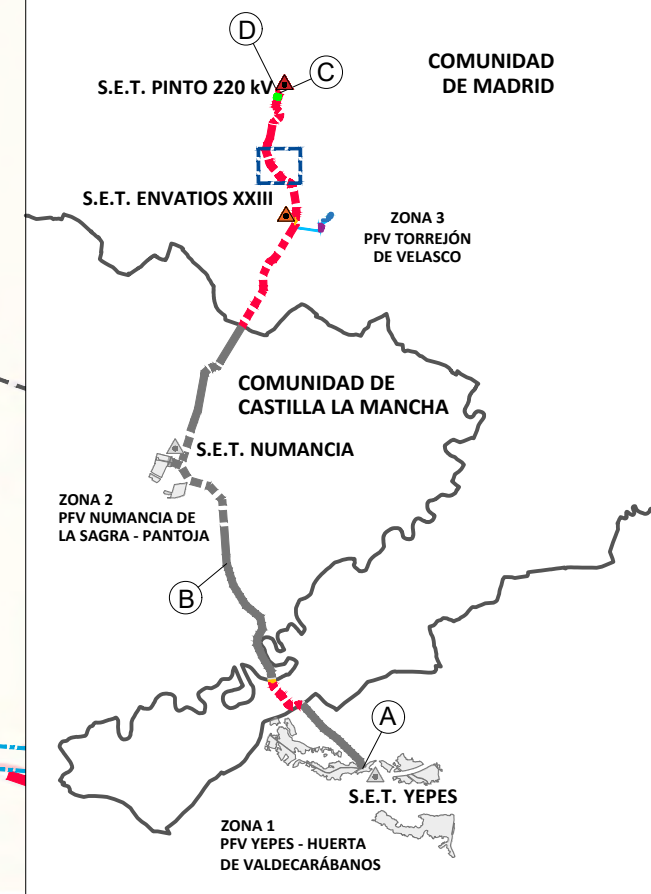 D
C
COMUNIDAD
DE MADRID
S.E.T. PINTO 220 kV
S.E.T. ENVATIOS XXIII
ZONA 3
PFV TORREJÓN
DE VELASCO
COMUNIDAD DE
CASTILLA LA MANCHA
S.E.T. NUMANCIA
ZONA 2
PFV NUMANCIA DE
LA SAGRA - PANTOJA
B
A
S.E.T. YEPES
ZONA 1
PFV YEPES - HUERTA
DE VALDECARÁBANOS